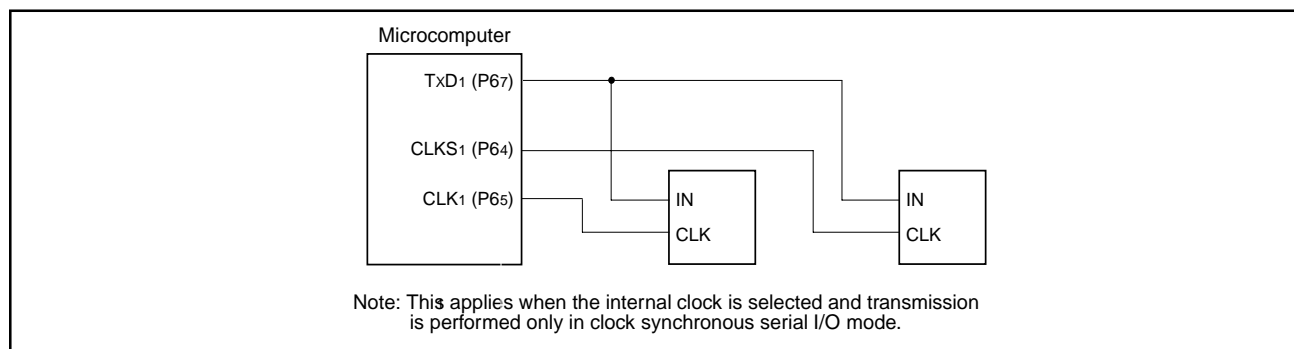 Microcomputer
TXD1 (P67)
CLKS1 (P64)
CLK1 (P65)
IN
CLK
IN
CLK
Note: This applies when the internal clock is selected and transmission
is performed only in clock synchronous serial I/O mode.